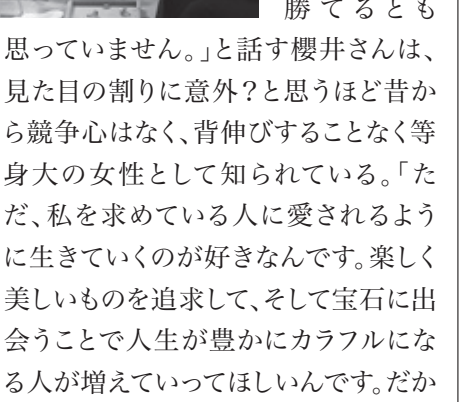 勝てるとも
思っていません。」と話す櫻井さんは、
見た目の割りに意外?と思うほど昔か
ら競争心はなく、背伸びすることなく等
身大の女性として知られている。「た
だ、私を求めている人に愛されるよう
に生きていくのが好きなんです。楽しく
美しいものを追求して、そして宝石に出
会うことで人生が豊かにカラフルにな
る人が増えていってほしいんです。だか